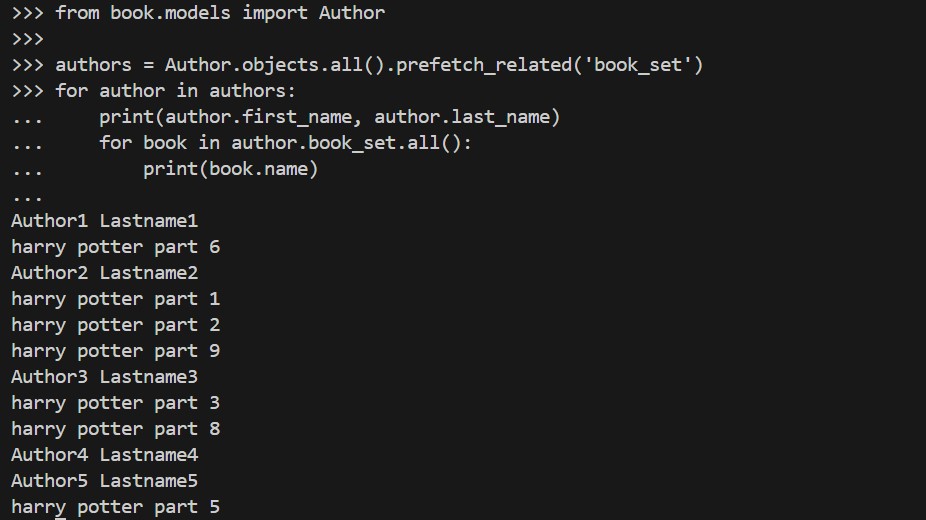 >>> from book.models import Author
>>>
>>> authors = Author.objects.all().prefetch_related('book_set')
>>> for author in authors:
...     print(author.first_name, author.last_name)
...     for book in author.book_set.all():
...         print(book.name)
...
Author1 Lastname1
harry potter part 6
Author2 Lastname2
harry potter part 1
harry potter part 2
harry potter part 9
Author3 Lastname3
harry potter part 3
harry potter part 8
Author4 Lastname4
Author5 Lastname5
harry potter part 5